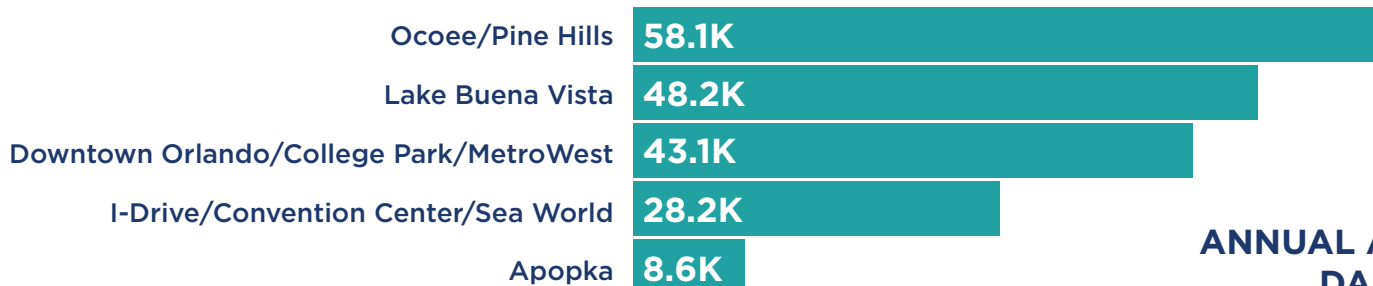 Ocoee/Pine Hills 58.1K
Lake Buena Vista 48.2K
Downtown Orlando/College Park/MetroWest 43.1K
I-Drive/Convention Center/Sea World 28.2K
Apopka 8.6K
ANNUAL